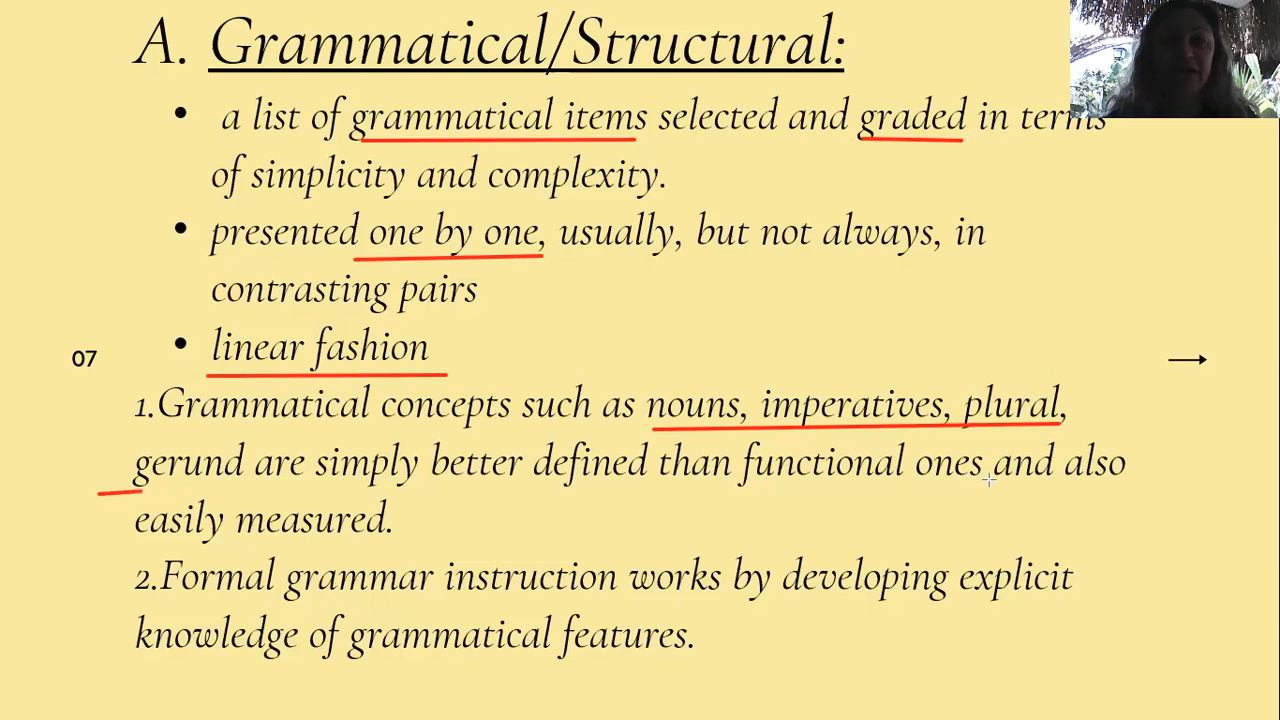 A. Grammatical/Structural:
• a list of grammatical items selected and graded in terms
of simplicity and complexity.
• presented one by one, usually, but not always, in
contrasting pairs
• linear fashion
07
1.Grammatical concepts such as nouns, imperatives, plural,
gerund are simply better defined than functional ones and also
easily measured.
2.Formal grammar instruction works by developing explicit
knowledge of grammatical features.